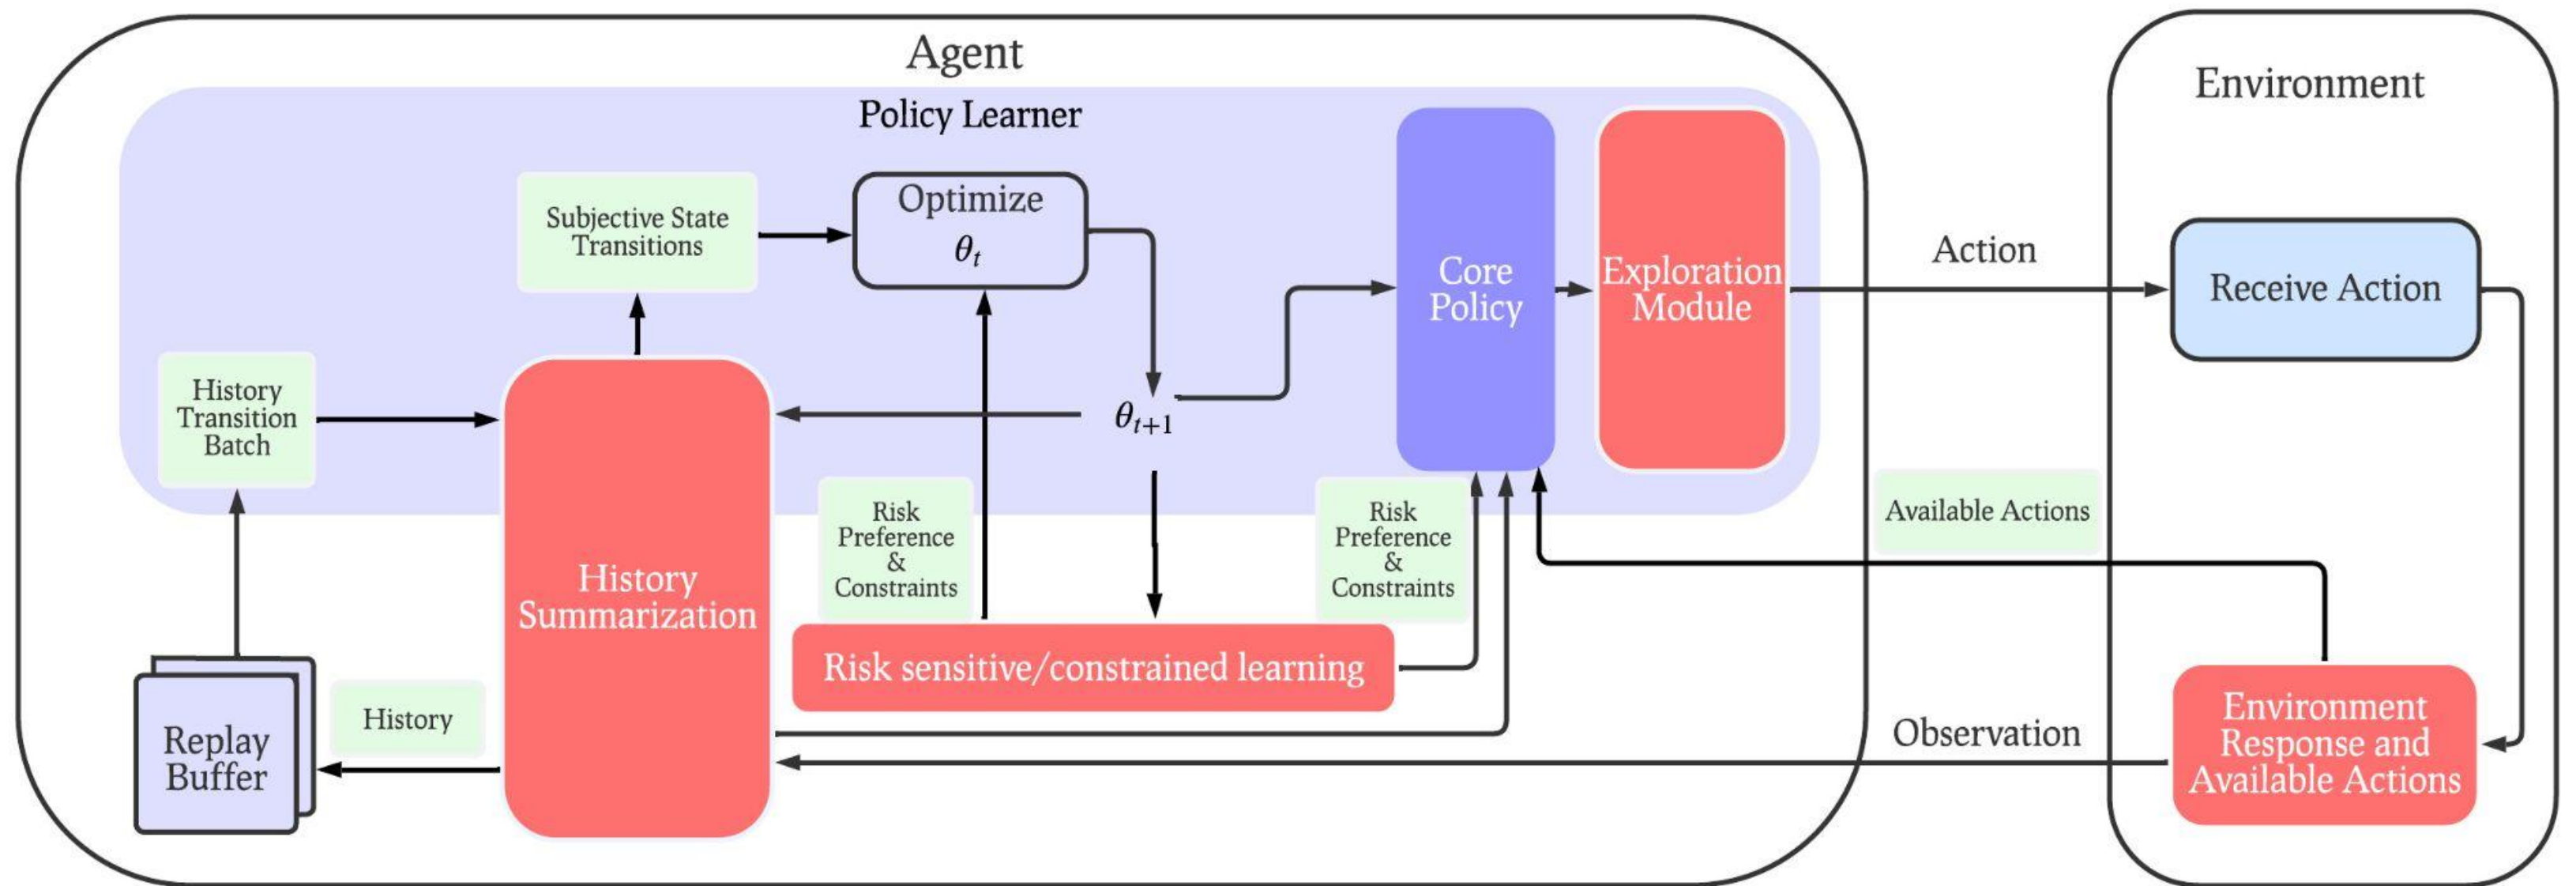 Agent
Policy Learner
Environment
Subjective State
Transitions
Optimize
θt
Core
Policy
Exploration
Module
Action
Receive Action
History
Transition
Batch
θt+1
Risk
Preference
&
Constraints
Risk
Preference
&
Constraints
Available Actions
History
Summarization
Risk sensitive/constrained learning
Replay
Buffer
History
Observation
Environment
Response and
Available Actions